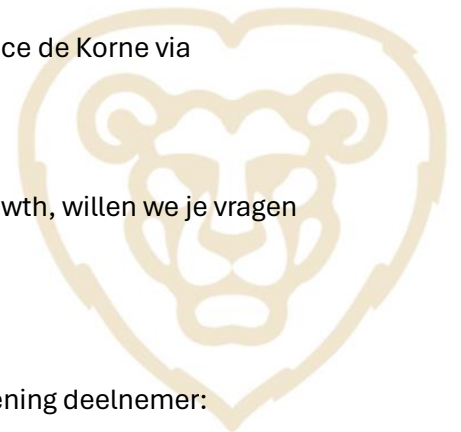 ce de Korne via
wth, willen we je vragen
ening deelnemer: